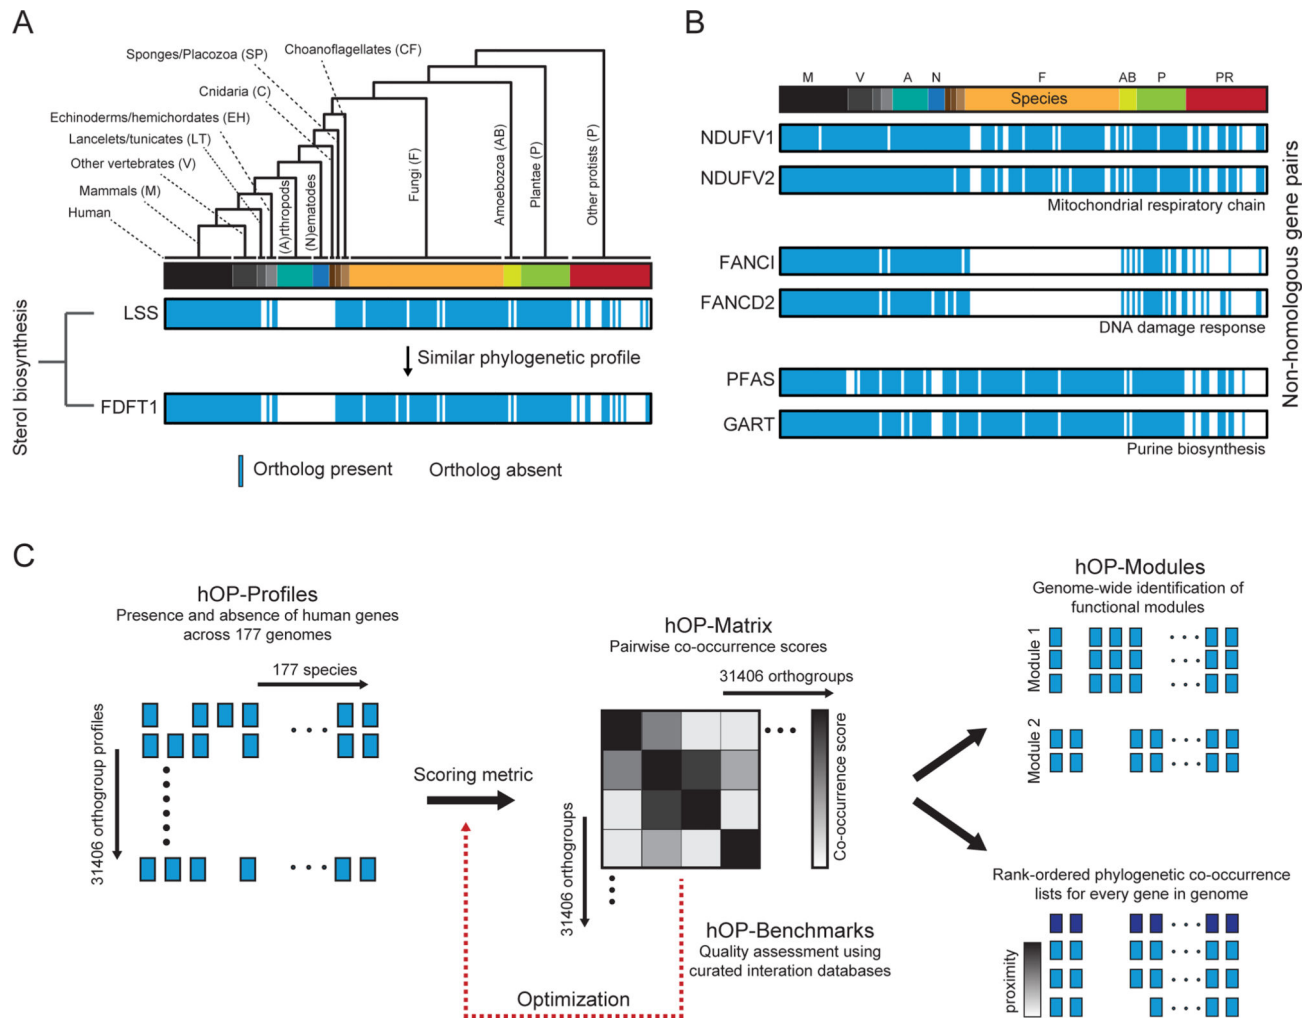 A
Sponges/Placozoa (SP)
Choanoflagellates (CF)
Cnidaria (C)
Echinoderms/hemichordates (EH)
Lancelets/tunicates (LT)
Other vertebrates (V)
Mammals (M)
Human
(A)rthropods
(N)ematodes
Fungi (F)
Amoebozoa (AB)
Plantae (P)
Other protists (P)
Sterol biosynthesis
LSS
Similar phylogenetic profile
FDFT1
Ortholog present
Ortholog absent
B
M V A N F AB P PR
Species
NDUFV1
NDUFV2
Mitochondrial respiratory chain
FANCI
FANCD2
DNA damage response
PFAS
GART
Purine biosynthesis
Non-homologous gene pairs
C
hOP-Profiles
Presence and absence of human genes
across 177 genomes
177 species
31406 orthogroup profiles
Scoring metric
hOP-Matrix
Pairwise co-occurrence scores
31406 orthogroups
31406 orthogroups
Co-occurrence score
hOP-Benchmarks
Quality assessment using
curated interation databases
Optimization
hOP-Modules
Genome-wide identification of
functional modules
Module 1
Module 2
Rank-ordered phylogenetic co-occurrence
lists for every gene in genome
proximity